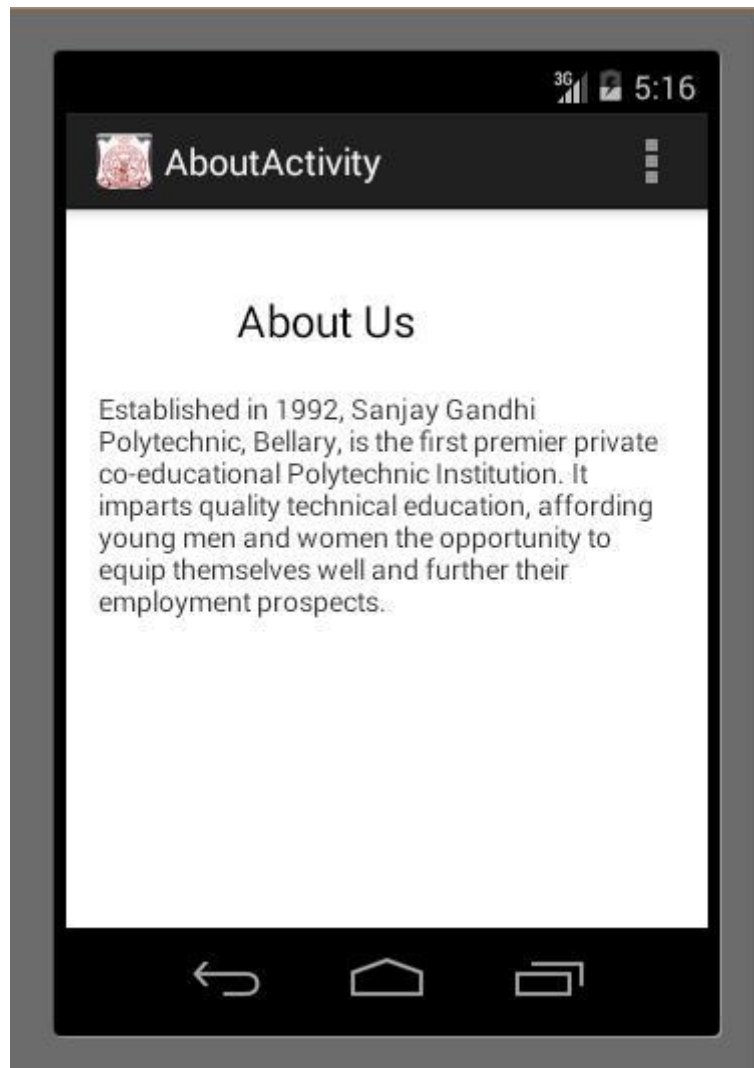 3G 5:16
AboutActivity
About Us
Established in 1992, Sanjay Gandhi
Polytechnic, Bellary, is the first premier private
co-educational Polytechnic Institution. It
imparts quality technical education, affording
young men and women the opportunity to
equip themselves well and further their
employment prospects.